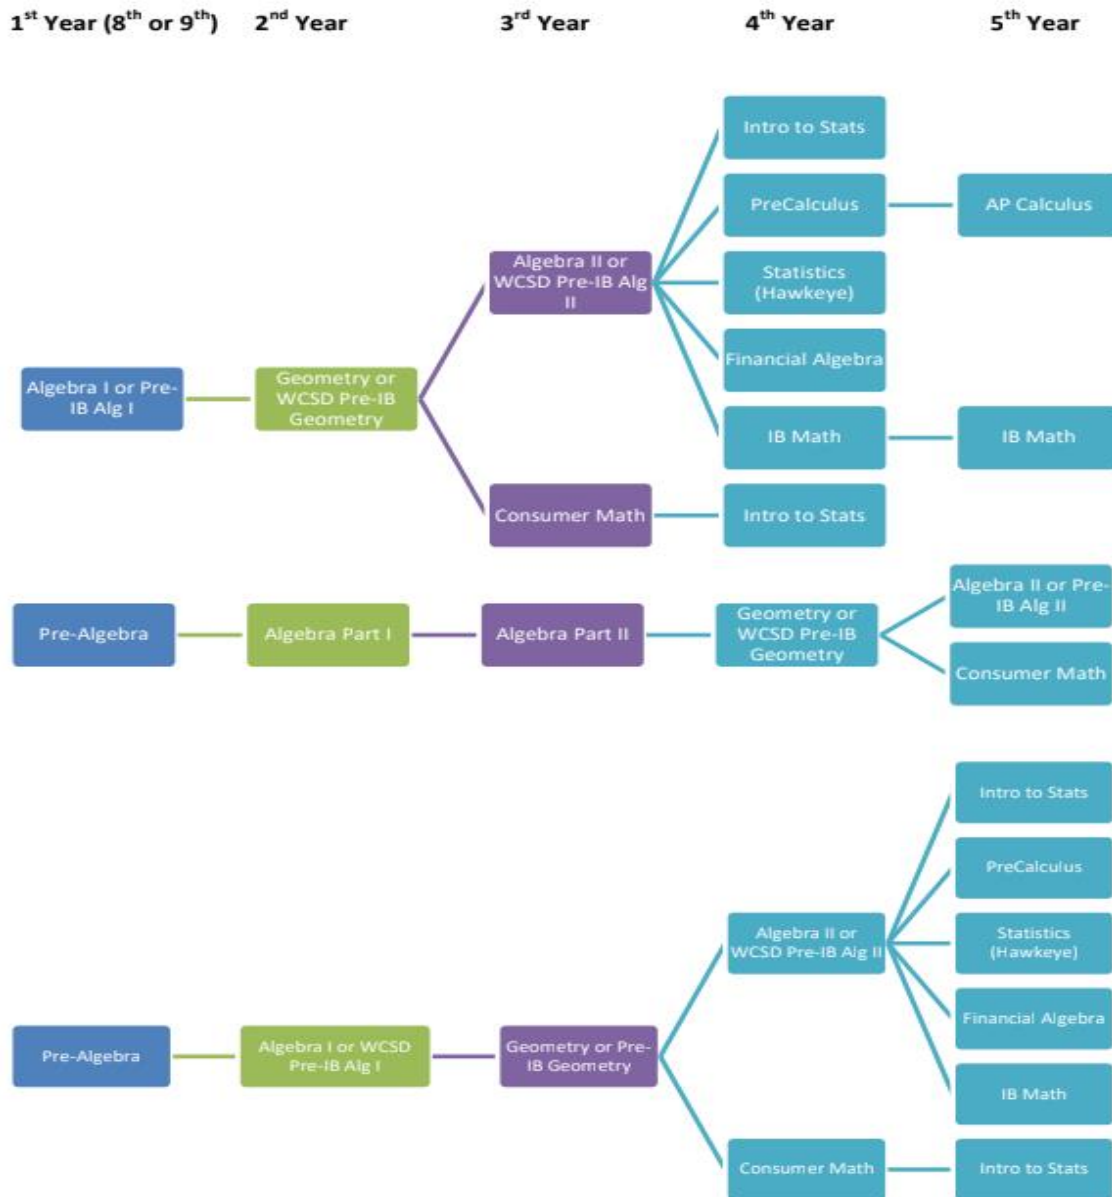 1st Year (8th or 9th) 2nd Year 3rd Year 4th Year 5th Year
Intro to Stats
PreCalculus
AP Calculus
Algebra II or
WCSD Pre-IB Alg
II
Statistics
(Hawkeye)
Financial Algebra
Algebra I or Pre-
IB Alg I
Geometry or
WCSD Pre-IB
Geometry
IB Math
IB Math
Consumer Math
Intro to Stats
Pre-Algebra
Algebra Part I
Algebra Part II
Geometry or
WCSD Pre-IB
Geometry
Algebra II or Pre-
IB Alg II
Consumer Math
Intro to Stats
PreCalculus
Algebra II or
WCSD Pre-IB Alg II
Statistics
(Hawkeye)
Financial Algebra
Pre-Algebra
Algebra I or WCSD
Pre-IB Alg I
Geometry or Pre-
IB Geometry
IB Math
Consumer Math
Intro to Stats